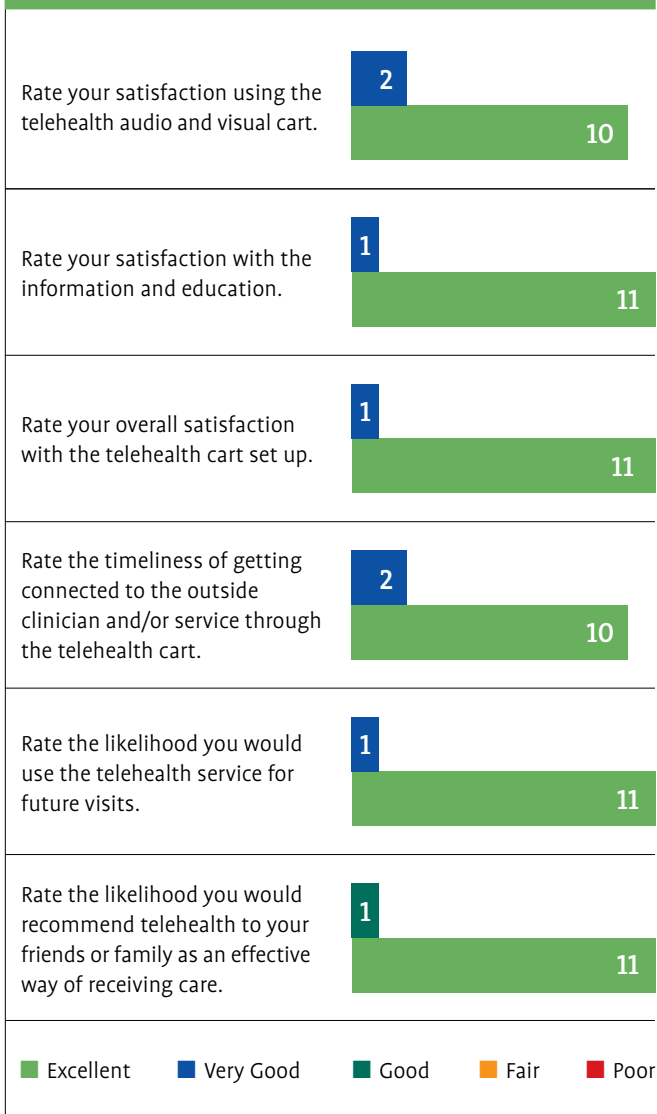 Rate your satisfaction using the
telehealth audio and visual cart.
2
10
Rate your satisfaction with the
information and education.
1
11
Rate your overall satisfaction
with the telehealth cart set up.
1
11
Rate the timeliness of getting
connected to the outside
clinician and/or service through
the telehealth cart.
2
10
Rate the likelihood you would
use the telehealth service for
future visits.
1
11
Rate the likelihood you would
recommend telehealth to your
friends or family as an effective
way of receiving care.
1
11
Excellent Very Good Good Fair Poor